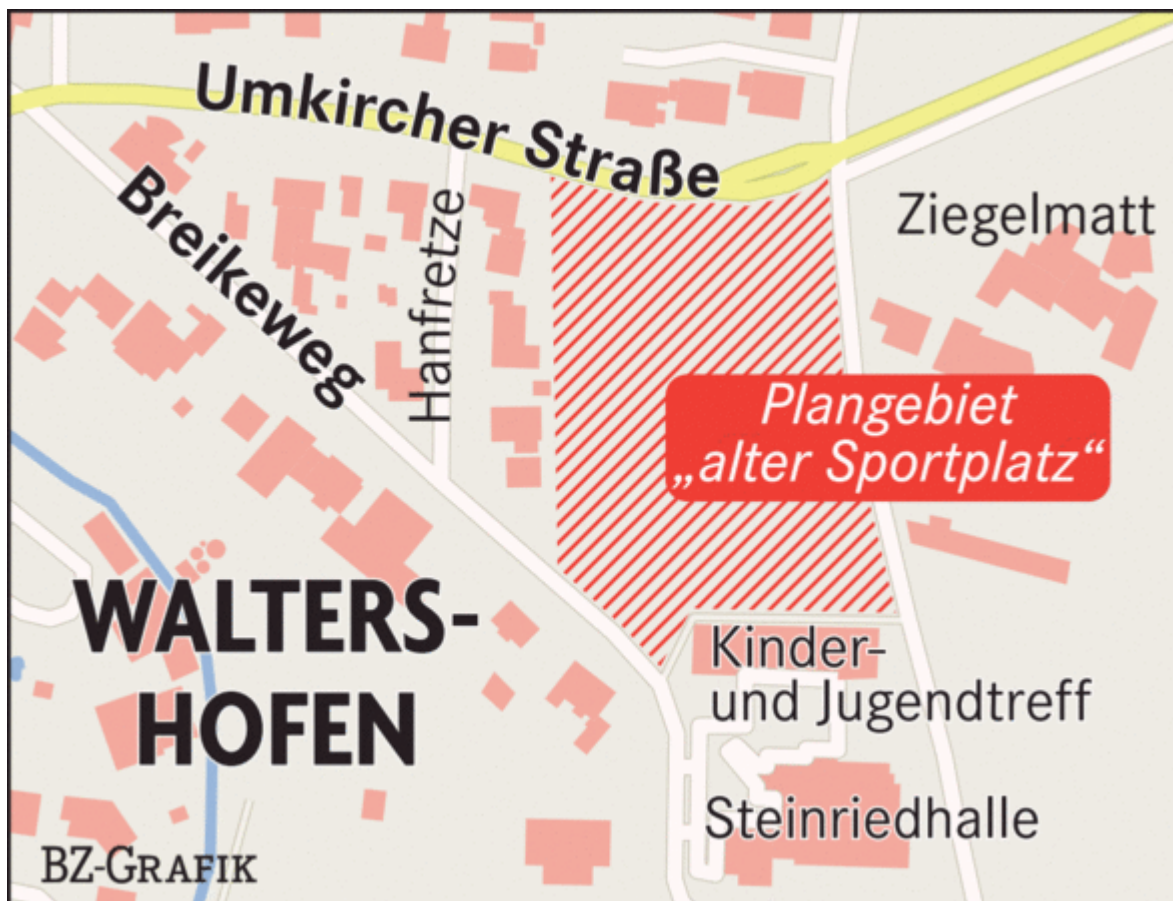 Umkircher Straße
Breikeweg
Hanfretze
Ziegelmatt
Plangebiet
„alter Sportplatz“
WALTERS-
HOFEN
Kinder-
und Jugendtreff
Steinriedhalle
BZ-GRAFIK